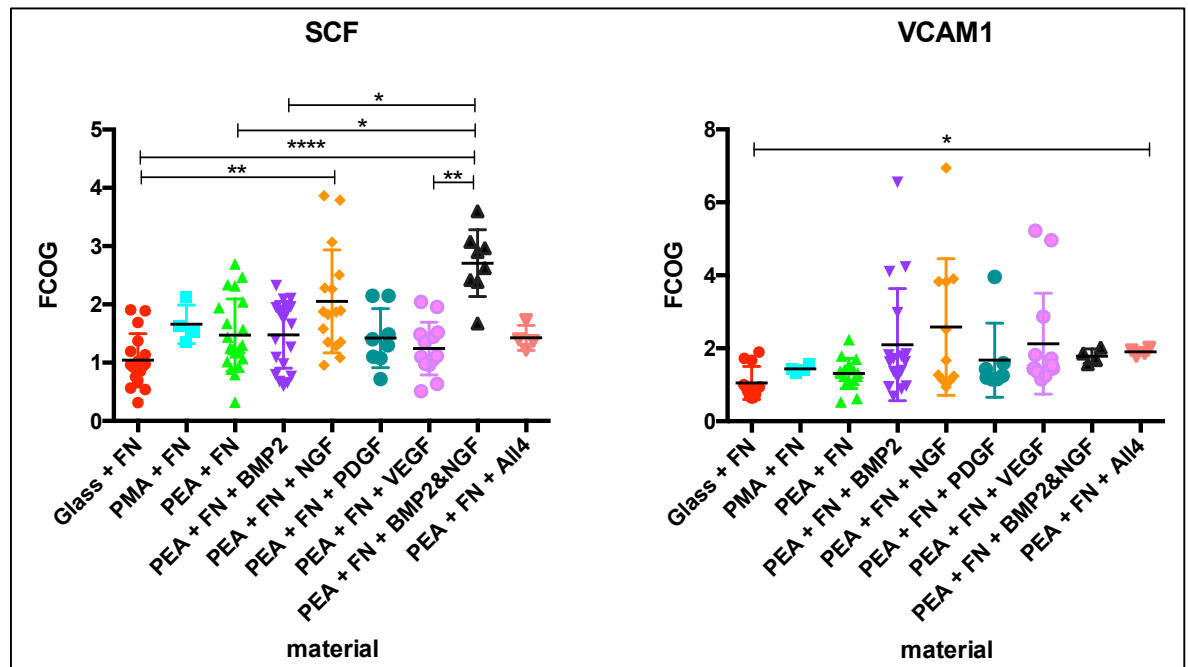 SCF
*
*
****
**
**
5
4
3
2
1
0
FCOG
Glass + FN
PMA + FN
PEA + FN
PEA + FN + BMP2
PEA + FN + NGF
PEA + FN + PDGF
PEA + FN + VEGF
PEA + FN + BMP2&NGF
PEA + FN + All4
material
VCAM1
*
8
6
4
2
0
FCOG
Glass + FN
PMA + FN
PEA + FN
PEA + FN + BMP2
PEA + FN + NGF
PEA + FN + PDGF
PEA + FN + VEGF
PEA + FN + BMP2&NGF
PEA + FN + All4
material